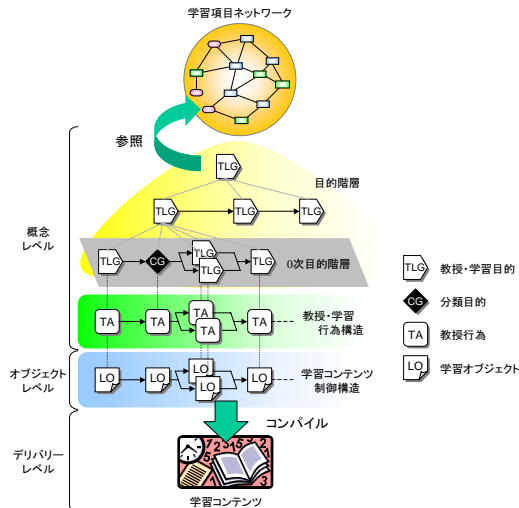 学習項目ネットワーク
参照
TLG
目的階層
TLG TLG TLG
概念
レベル
TLG CG TLG TLG TLG
0次目的階層
TLG 教授・学習目的
CG 分類目的
TA TA TA TA TA
教授・学習
行為構造
TA 教授行為
オブジェクト
レベル
LO LO LO LO LO
学習コンテンツ
制御構造
LO 学習オブジェクト
コンパイル
デリバリー
レベル
学習コンテンツ